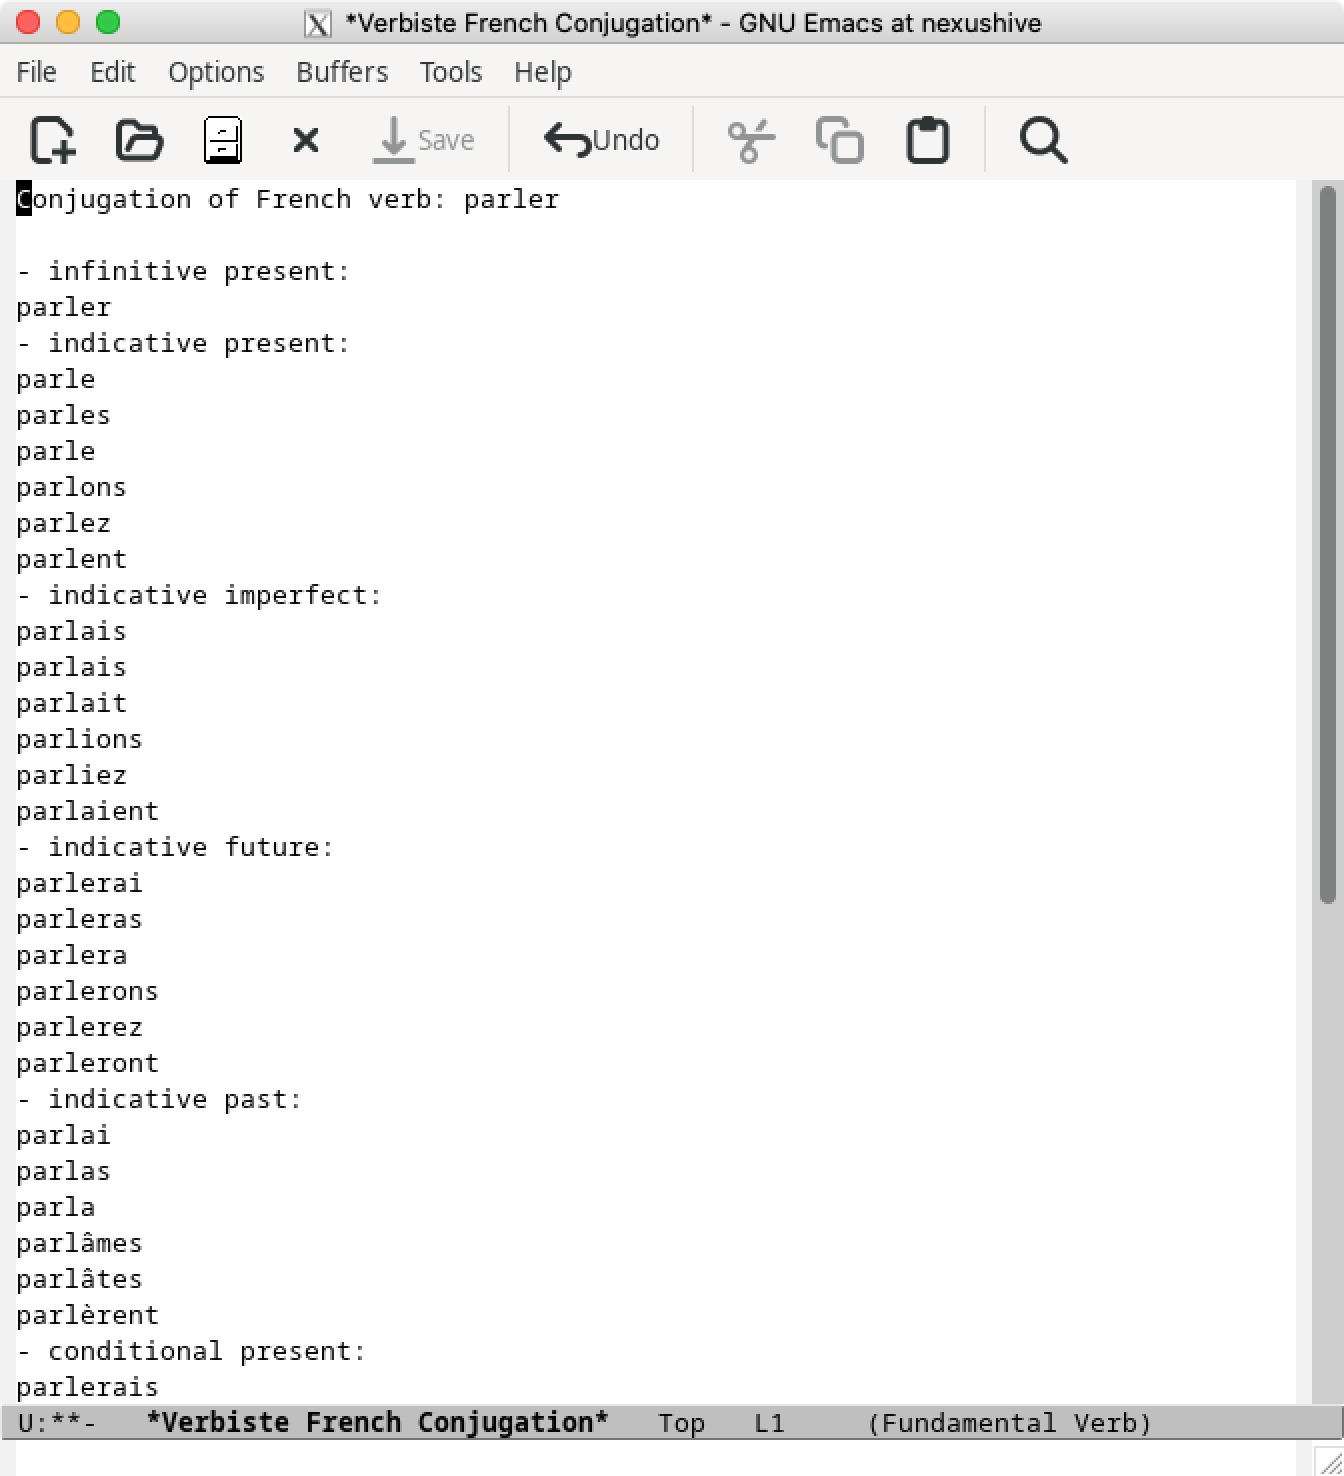 *Verbiste French Conjugation* - GNU Emacs at nexushive
File Edit Options Buffers Tools Help
Save Undo
Conjugation of French verb: parler
- infinitive present:
parler
- indicative present:
parle
parles
parle
parlons
parlez
parlent
- indicative imperfect:
parlais
parlais
parlait
parlions
parliez
parlaient
- indicative future:
parlerai
parleras
parlera
parlerons
parlerez
parleront
- indicative past:
parlai
parlas
parla
parlâmes
parlâtes
parlèrent
- conditional present:
parlerais
U:**- *Verbiste French Conjugation* Top L1 (Fundamental Verb)